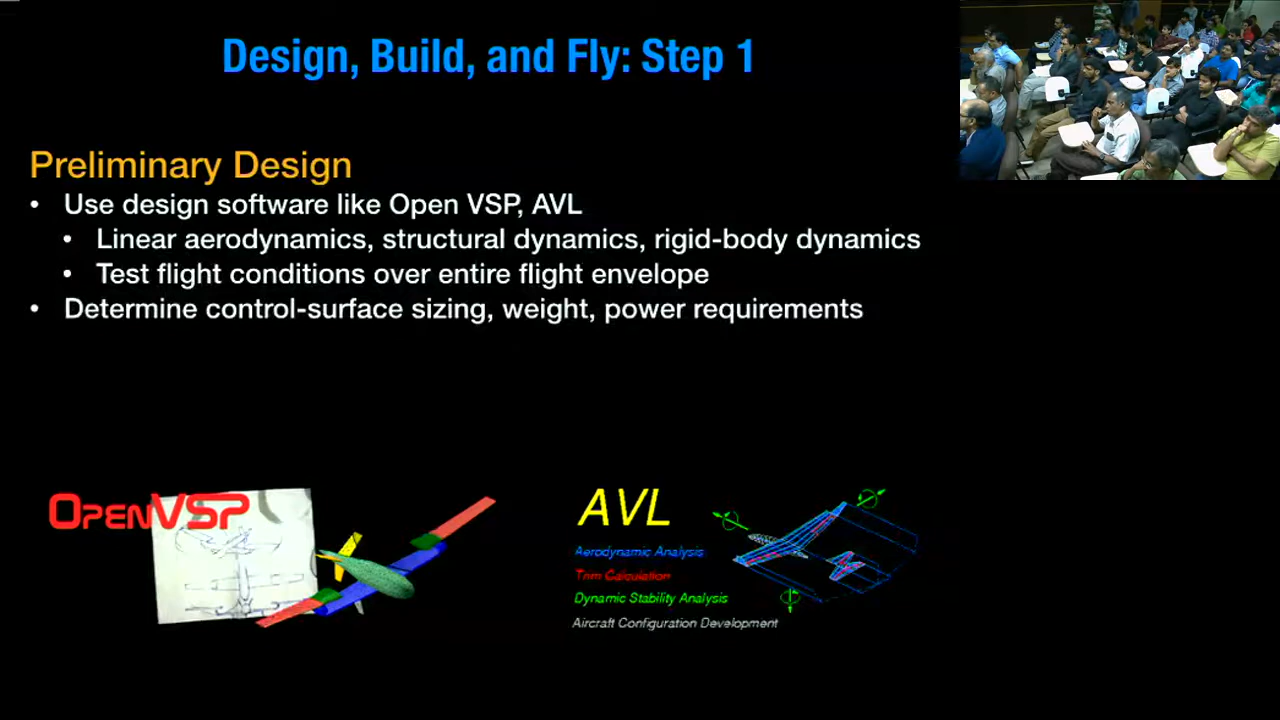 Design, Build, and Fly: Step 1
Preliminary Design
• Use design software like Open VSP, AVL
• Linear aerodynamics, structural dynamics, rigid-body dynamics
• Test flight conditions over entire flight envelope
• Determine control-surface sizing, weight, power requirements
OPENVSP
AVL
Aerodynamic Analysis
Trim Calculation
Dynamic Stability Analysis
Aircraft Configuration Development